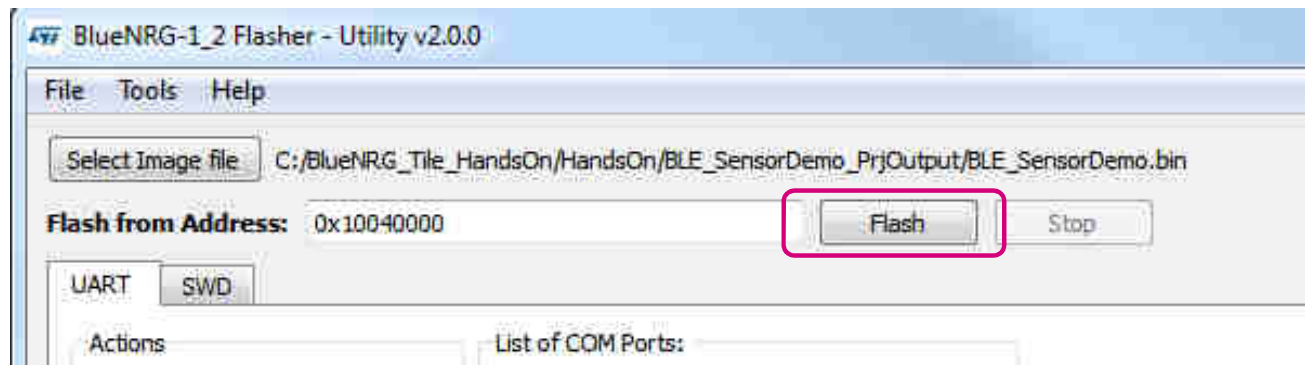 BlueNRG-1_2 Flasher - Utility v2.0.0
File Tools Help
Select Image file C:/BlueNRG_Tile_HandsOn/HandsOn/BLE_SensorDemo_PrjOutput/BLE_SensorDemo.bin
Flash from Address: 0x10040000 Flash Stop
UART SWD
Actions List of COM Ports: